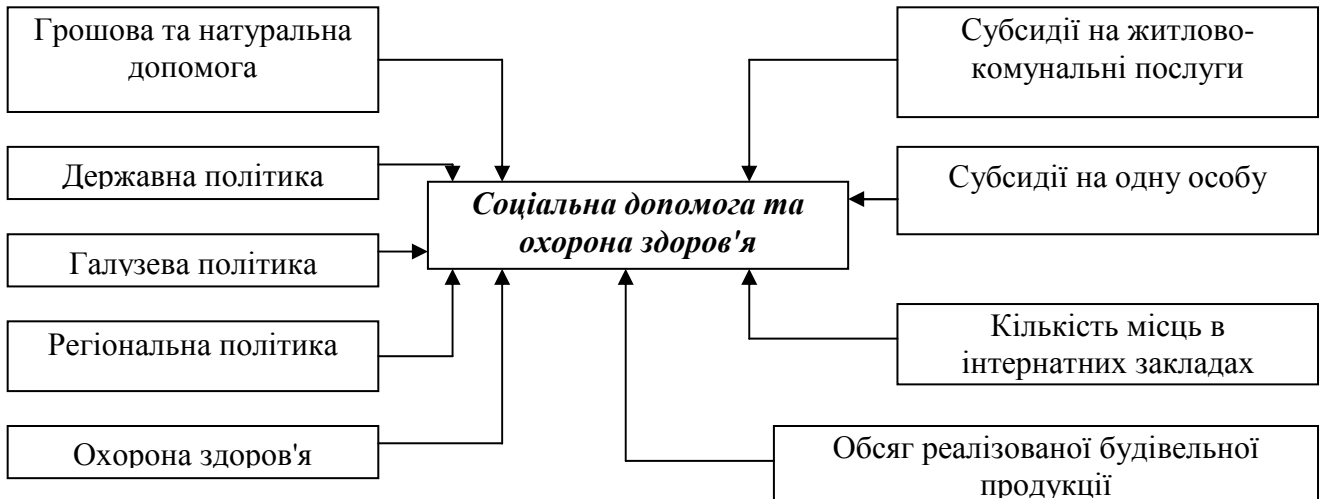 Грошова та натуральна
допомога
Державна політика
Галузева політика
Регіональна політика
Охорона здоров'я
Соціальна допомога та
охорона здоров'я
Субсидії на житлово-
комунальні послуги
Субсидії на одну особу
Кількість місць в
інтернатних закладах
Обсяг реалізованої будівельної
продукції